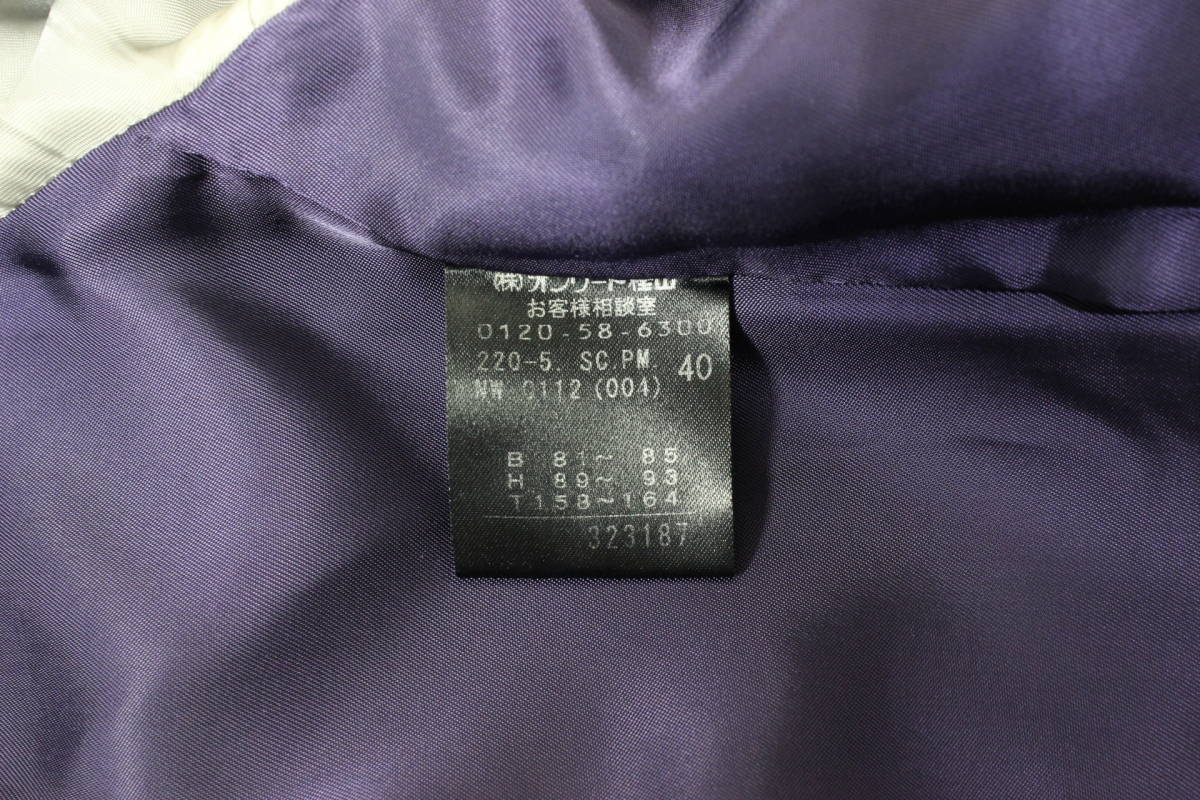 (株)オンワード樫山
お客様相談室
0120-58-6300
220-5. SC.PM. 40
NW 0112 (004)
B 81~ 85
H 89~ 93
T158~164
323187